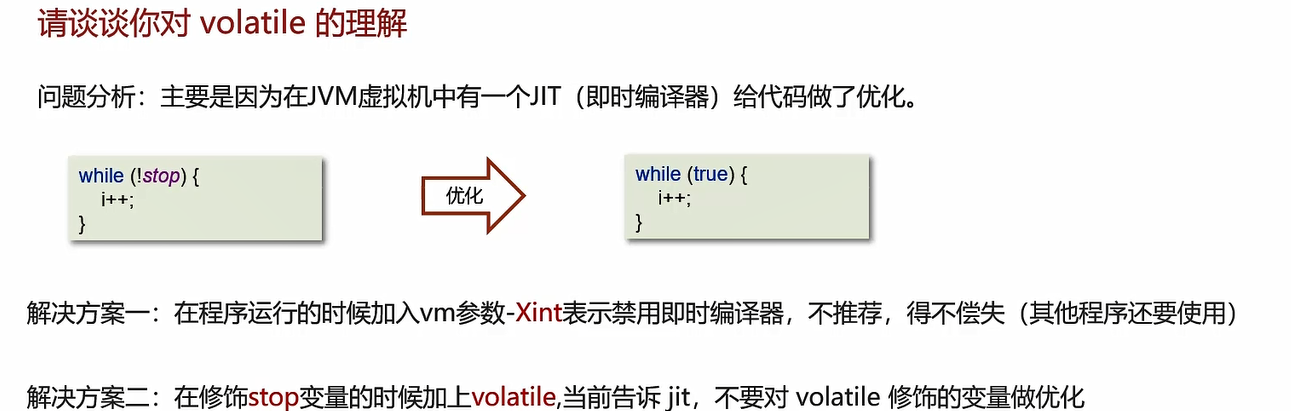 请谈谈你对 volatile 的理解
问题分析：主要是因为在JVM虚拟机中有一个JIT（即时编译器）给代码做了优化。
while (!stop) {
i++;
}
优化
while (true) {
i++;
}
解决方案一：在程序运行的时候加入vm参数-Xint表示禁用即时编译器，不推荐，得不偿失（其他程序还要使用）
解决方案二：在修饰stop变量的时候加上volatile,当前告诉 jit，不要对 volatile 修饰的变量做优化